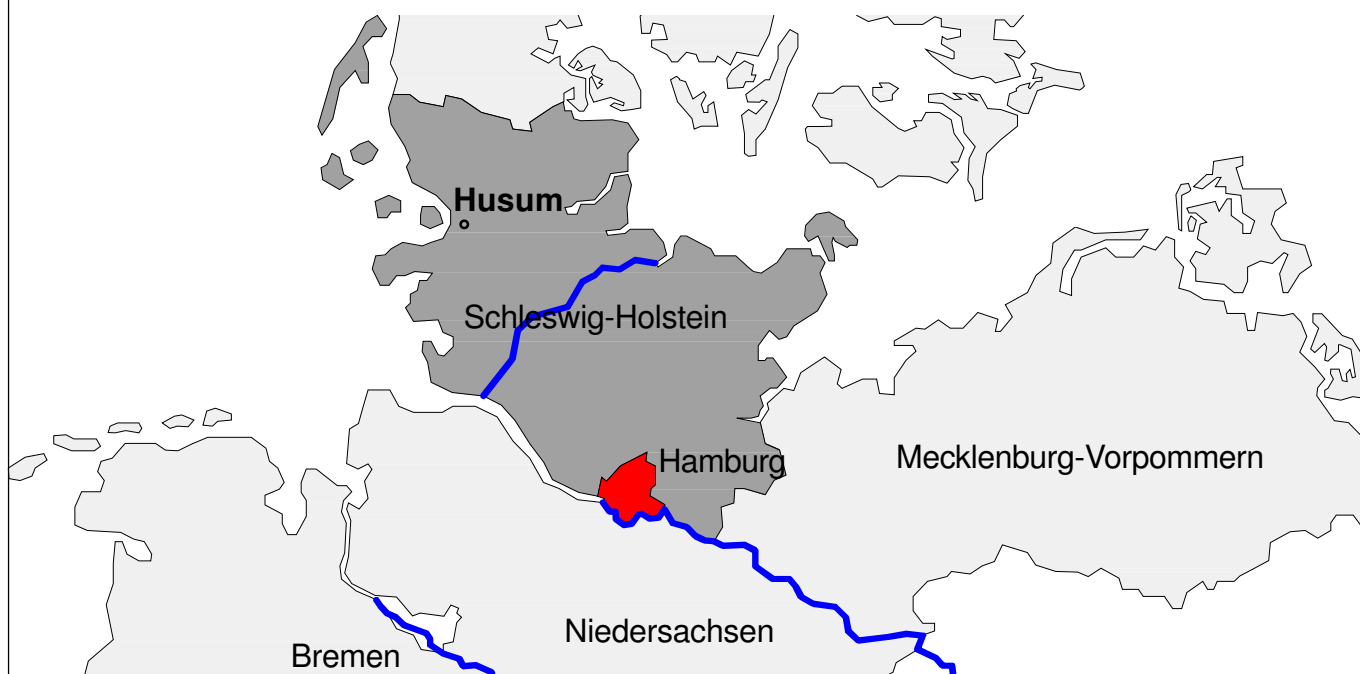 Husum
Schleswig-Holstein
Hamburg
Mecklenburg-Vorpommern
Niedersachsen
Bremen